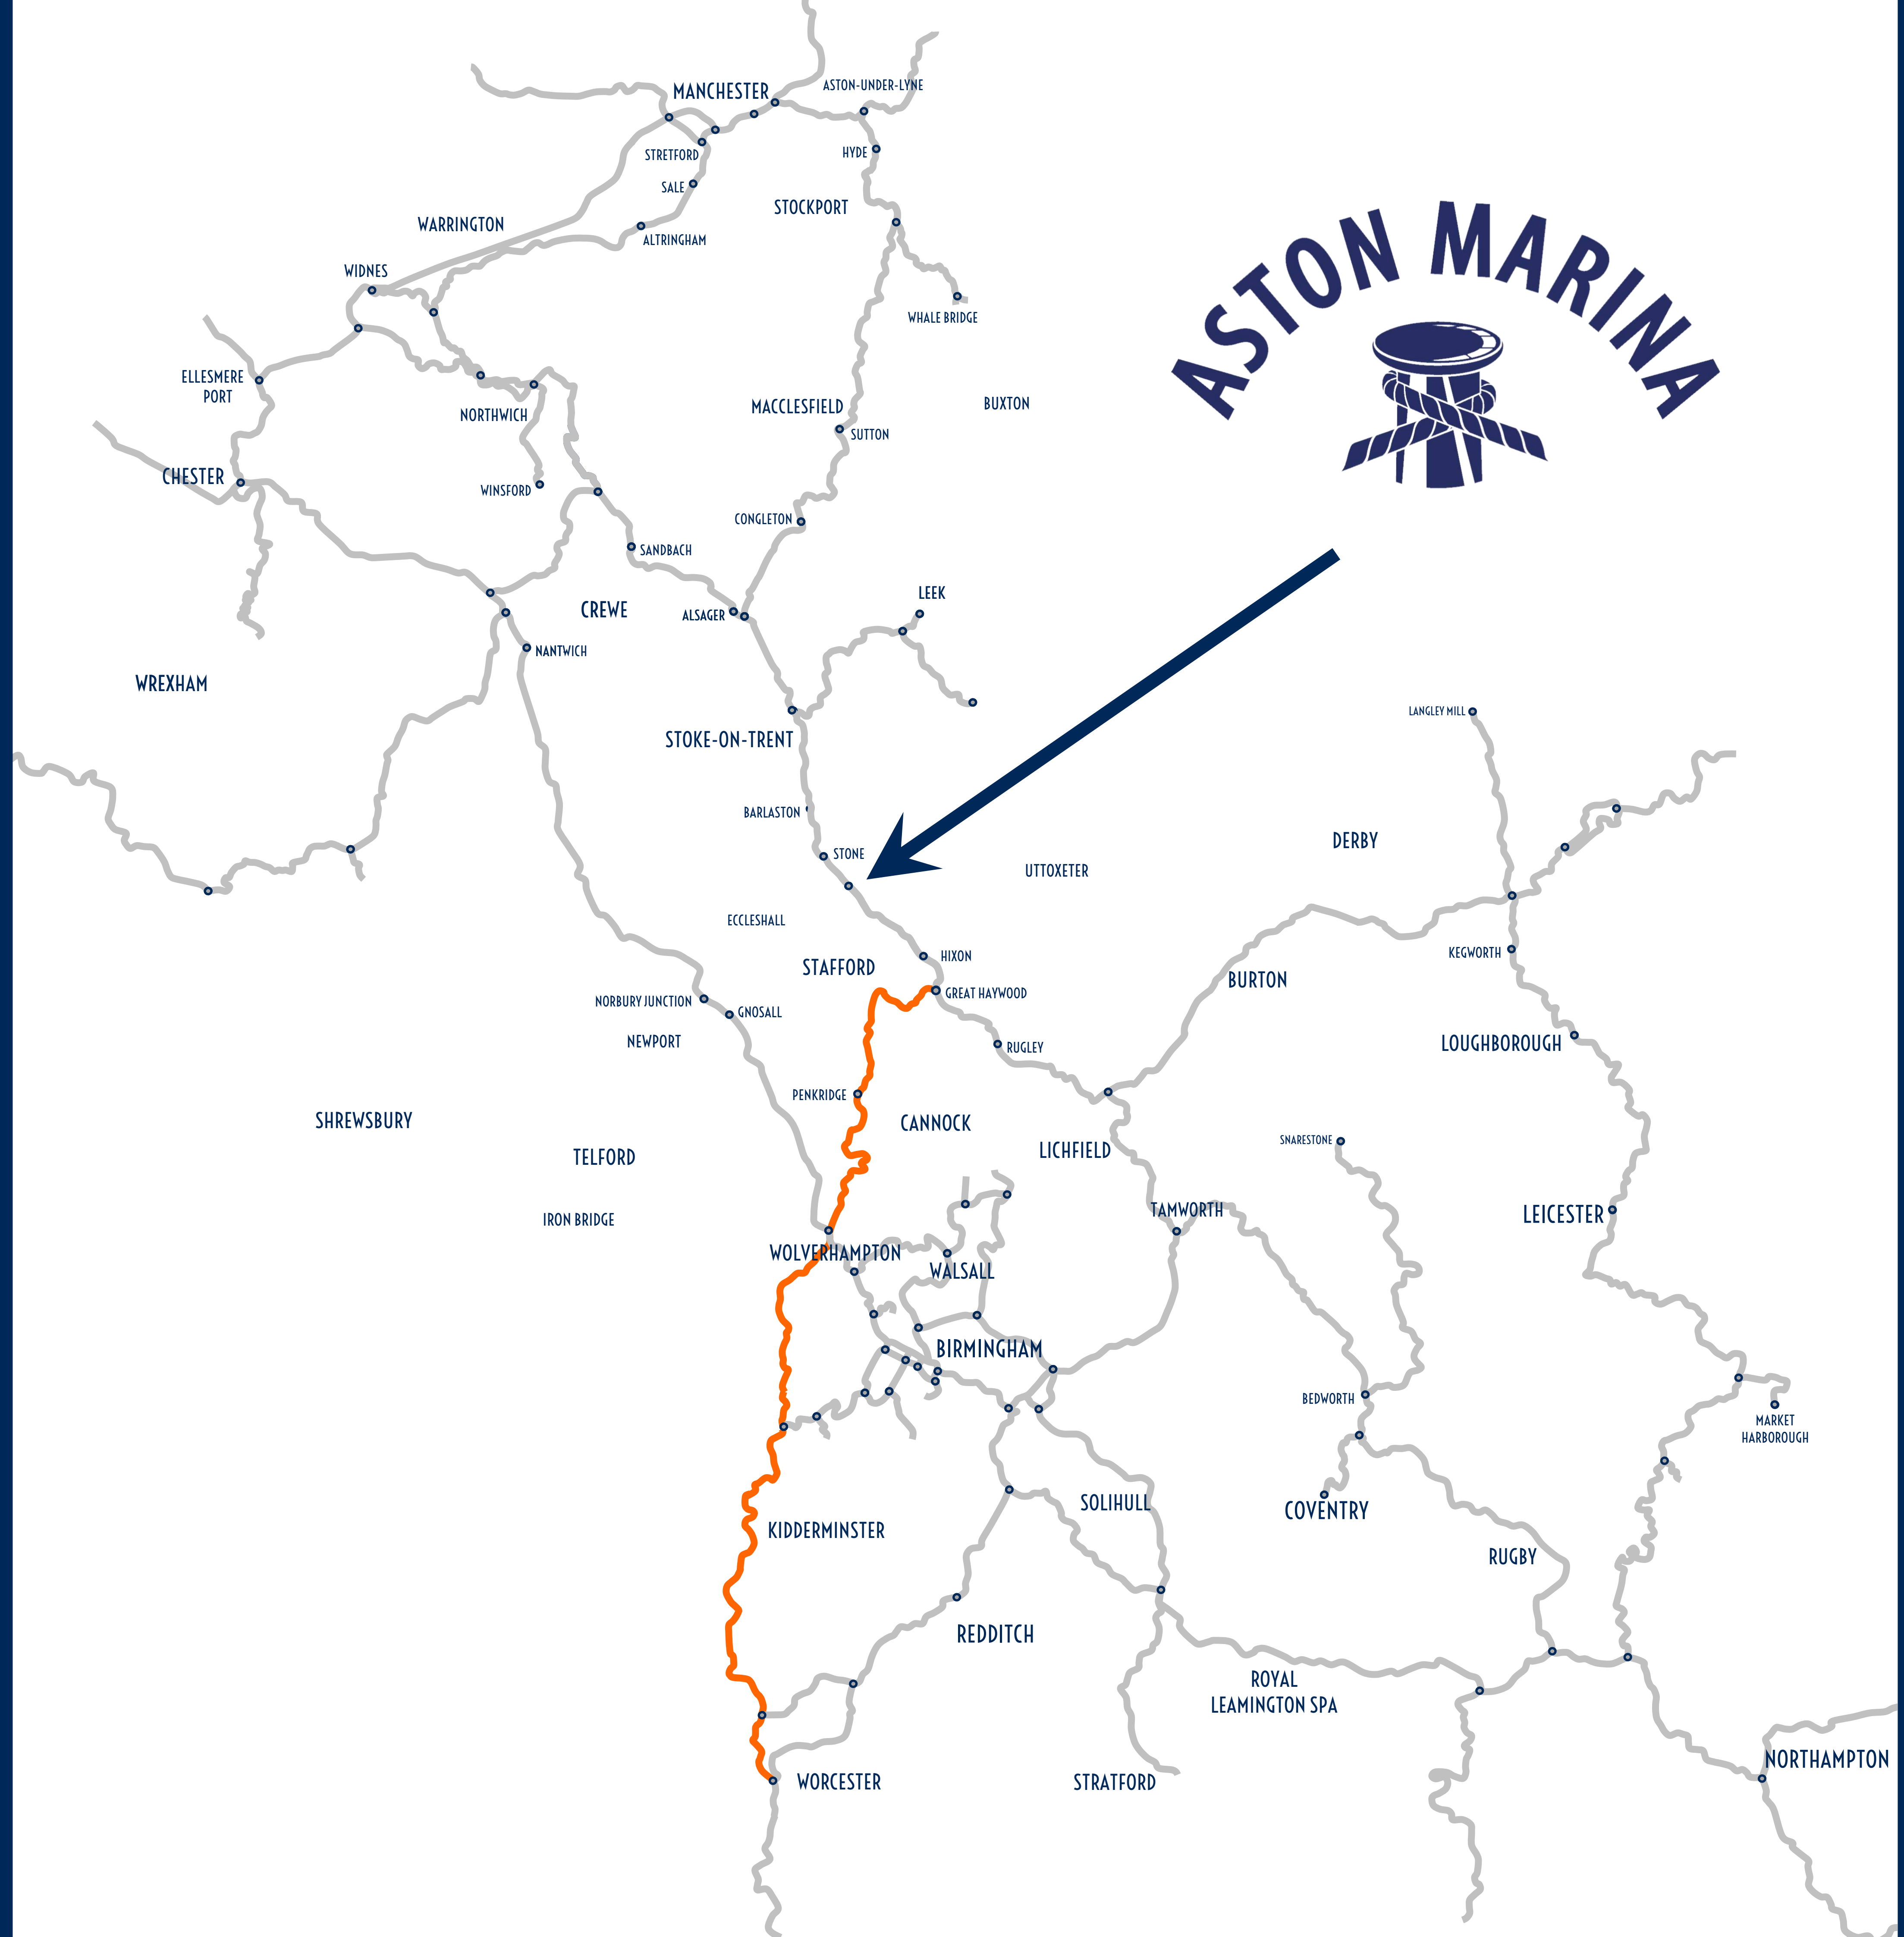 MANCHESTER
ASTON-UNDER-LYNE
STRETFORD
HYDE
SALE
STOCKPORT
WARRINGTON
ALTRINGHAM
WIDNES
WHALE BRIDGE
ASTON MARINA
ELLESMERE
PORT
NORTHWICH
MACCLESFIELD
BUXTON
SUTTON
CHESTER
WINSFORD
CONGLETON
SANDBACH
LEEK
CREWE
ALSAGER
NANTWICH
WREXHAM
LANGLEY MILL
STOKE-ON-TRENT
BARLASTON
DERBY
STONE
UTTOXETER
ECCLESHALL
KEGWORTH
HIXON
STAFFORD
BURTON
GREAT HAYWOOD
NORBURY JUNCTION
GNOSALL
NEWPORT
RUGLEY
LOUGHBOROUGH
PENKRIDGE
SHREWSBURY
CANNOCK
SNARESTONE
LICHFIELD
TELFORD
TAMWORTH
LEICESTER
IRON BRIDGE
WOLVERHAMPTON
WALSALL
BIRMINGHAM
BEDWORTH
MARKET
HARBOROUGH
SOLIHULL
COVENTRY
KIDDERMINSTER
RUGBY
REDDITCH
ROYAL
LEAMINGTON SPA
NORTHAMPTON
WORCESTER
STRATFORD